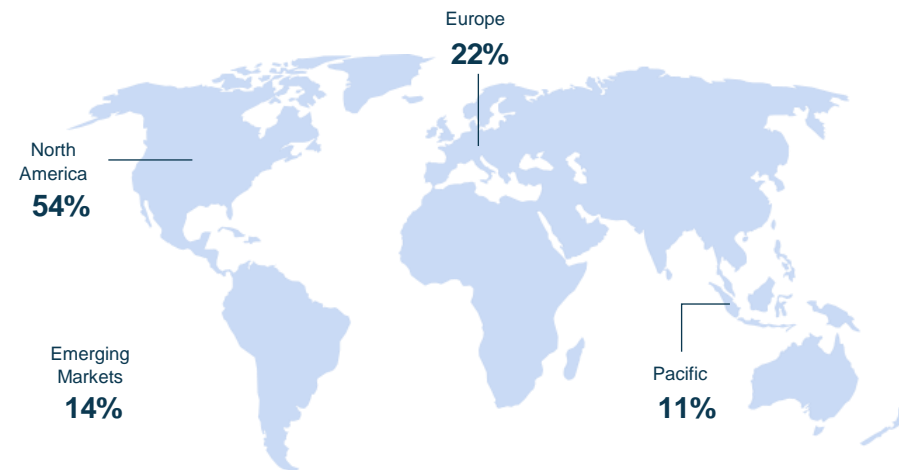 Europe
22%
North
America
54%
Emerging
Markets
14%
Pacific
11%